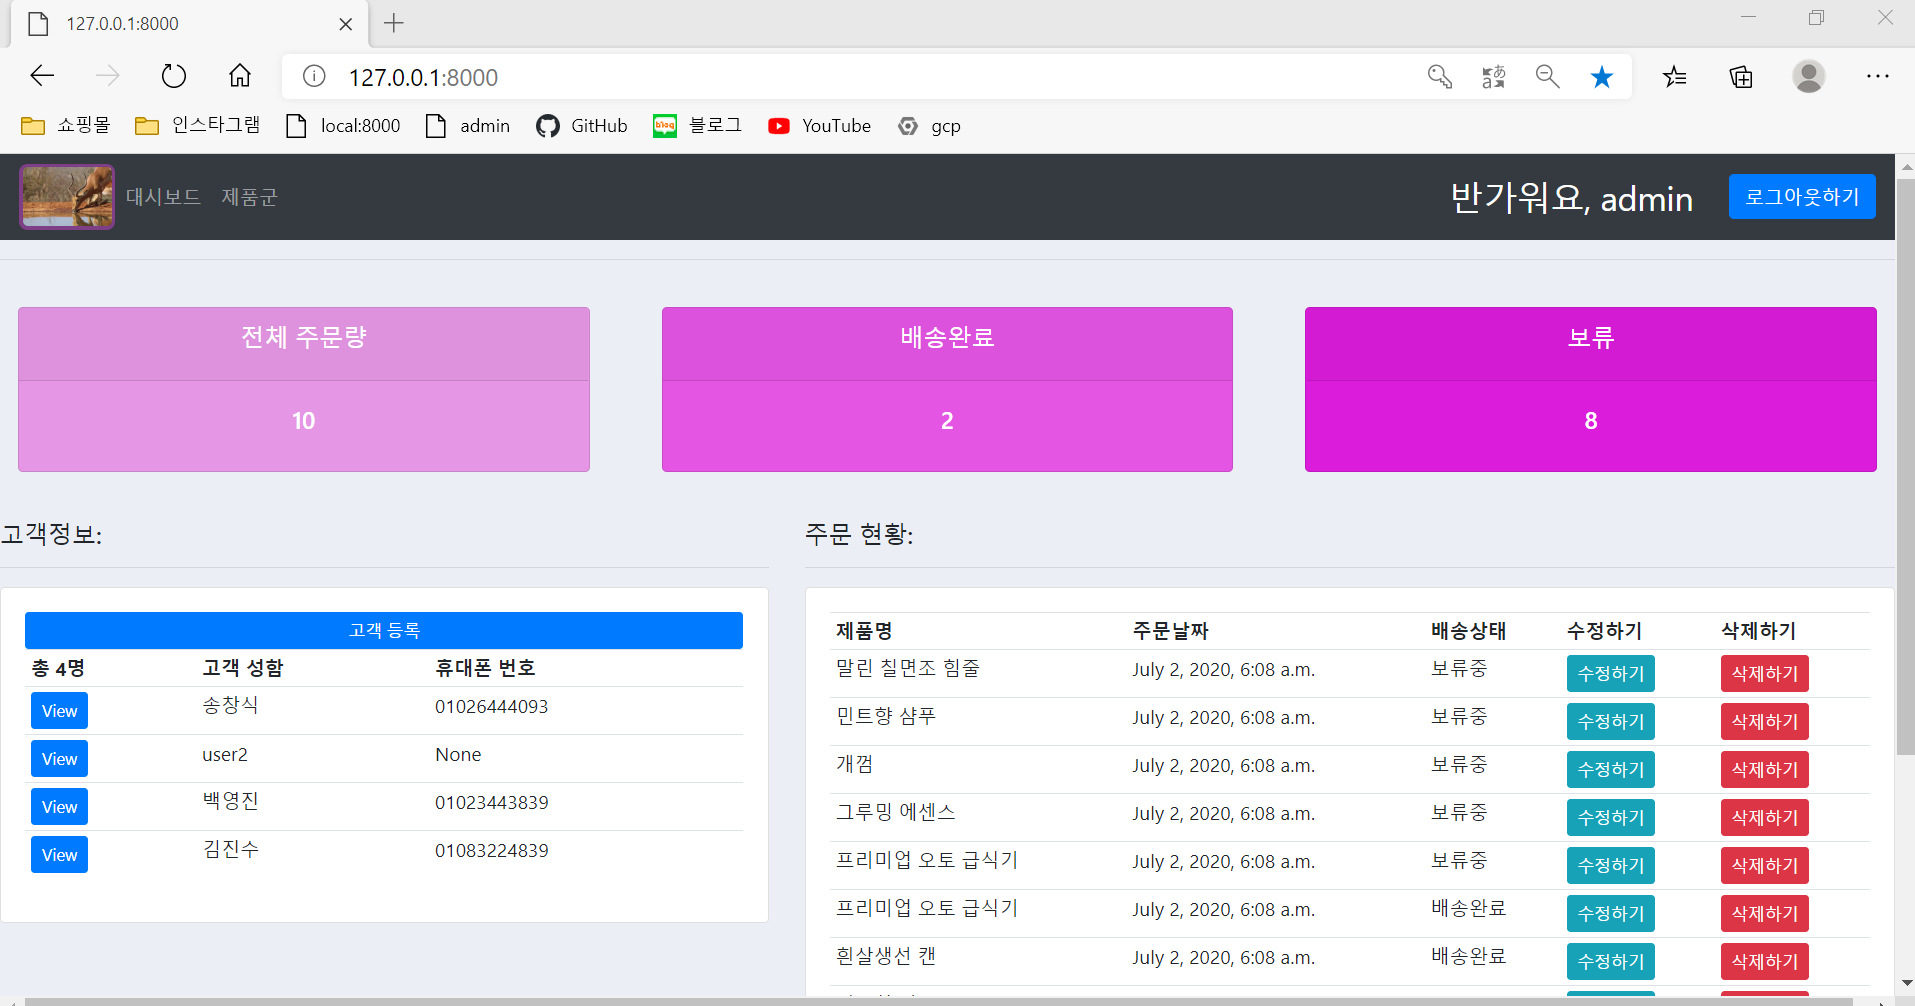 127.0.0.1:8000
127.0.0.1:8000
쇼핑몰 인스타그램 local:8000 admin GitHub blog 블로그 YouTube gcp
대시보드 제품군 반가워요, admin 로그아웃하기
전체 주문량 배송완료 보류
10 2 8
고객정보:
고객 등록
총 4명 고객 성함 휴대폰 번호
View 송창식 01026444093
View user2 None
View 백영진 01023443839
View 김진수 01083224839
주문 현황:
제품명 주문날짜 배송상태 수정하기 삭제하기
말린 칠면조 힘줄 July 2, 2020, 6:08 a.m. 보류중 수정하기 삭제하기
민트향 샴푸 July 2, 2020, 6:08 a.m. 보류중 수정하기 삭제하기
개껌 July 2, 2020, 6:08 a.m. 보류중 수정하기 삭제하기
그루밍 에센스 July 2, 2020, 6:08 a.m. 보류중 수정하기 삭제하기
프리미업 오토 급식기 July 2, 2020, 6:08 a.m. 보류중 수정하기 삭제하기
프리미업 오토 급식기 July 2, 2020, 6:08 a.m. 배송완료 수정하기 삭제하기
흰살생선 캔 July 2, 2020, 6:08 a.m. 배송완료 수정하기 삭제하기